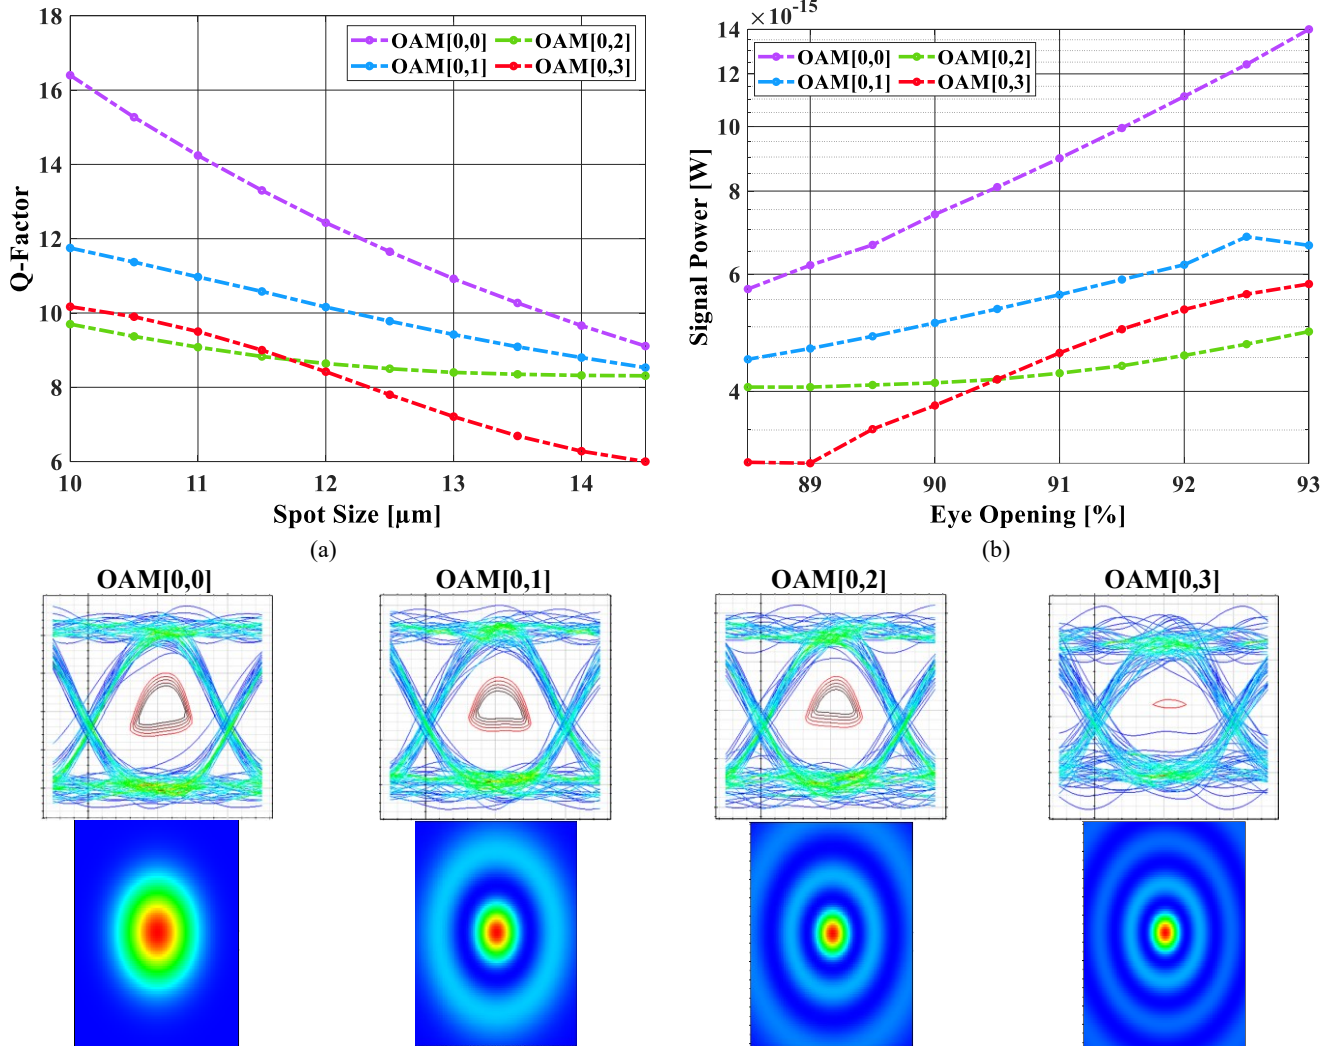 18
16
14
12
10
8
6
Q-Factor
OAM[0,0] OAM[0,2]
OAM[0,1] OAM[0,3]
10 11 12 13 14
Spot Size [µm]
(a)
×10⁻¹⁵
14
12
10
8
6
4
Signal Power [W]
OAM[0,0] OAM[0,2]
OAM[0,1] OAM[0,3]
89 90 91 92 93
Eye Opening [%]
(b)
OAM[0,0] OAM[0,1] OAM[0,2] OAM[0,3]